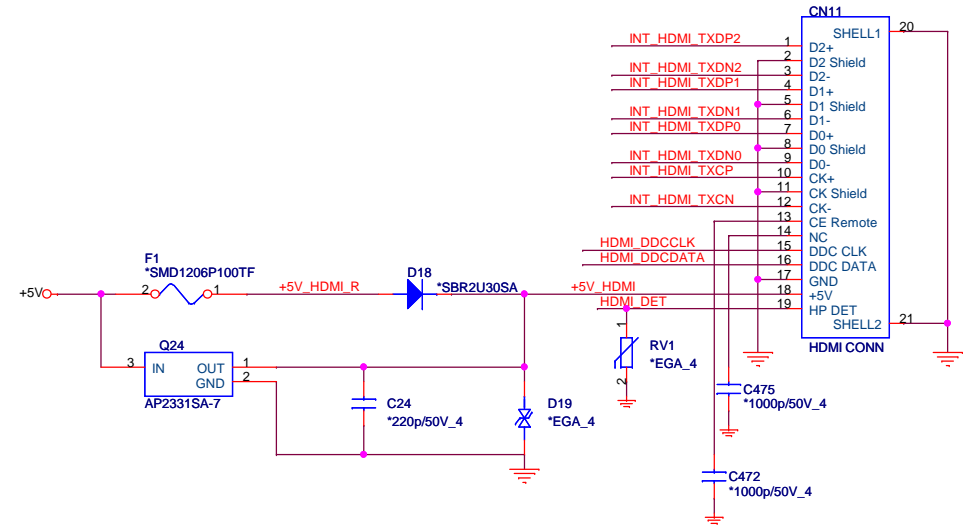 CN11
SHELL1 20
INT_HDMI_TXDP2 1 D2+
2 D2 Shield
INT_HDMI_TXDN2 3 D2-
INT_HDMI_TXDP1 4 D1+
5 D1 Shield
INT_HDMI_TXDN1 6 D1-
INT_HDMI_TXDP0 7 D0+
8 D0 Shield
INT_HDMI_TXDN0 9 D0-
INT_HDMI_TXCP 10 CK+
11 CK Shield
INT_HDMI_TXCN 12 CK-
13 CE Remote
14 NC
HDMI_DDCCLK 15 DDC CLK
HDMI_DDCDATA 16 DDC DATA
17 GND
+5V_HDMI 18 +5V
HDMI_DET 19 HP DET
SHELL2 21
HDMI CONN
F1
*SMD1206P100TF
+5V 2 1 +5V_HDMI_R
D18
*SBR2U30SA
Q24
3 IN OUT 1
GND 2
AP2331SA-7
C24
*220p/50V_4
D19
*EGA_4
1
RV1
*EGA_4
2
C475
*1000p/50V_4
C472
*1000p/50V_4